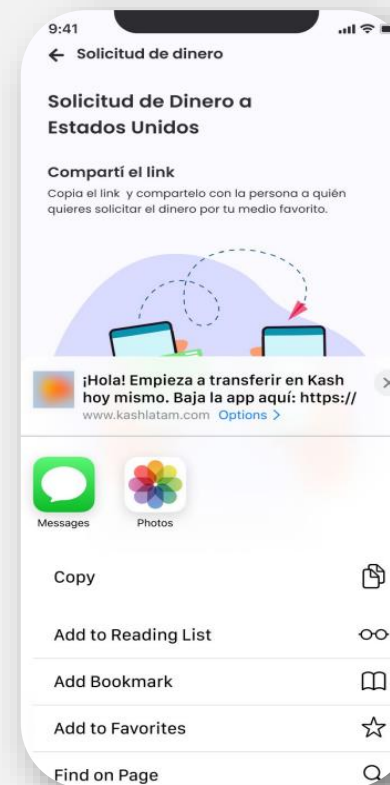 9:41
Solicitud de dinero
Solicitud de Dinero a
Estados Unidos
Compartí el link
Copia el link y compartelo con la persona a quién
quieres solicitar el dinero por tu medio favorito.
¡Hola! Empieza a transferir en Kash
hoy mismo. Baja la app aquí: https://
www.kashlatam.com Options >
Messages
Photos
Copy
Add to Reading List
Add Bookmark
Add to Favorites
Find on Page